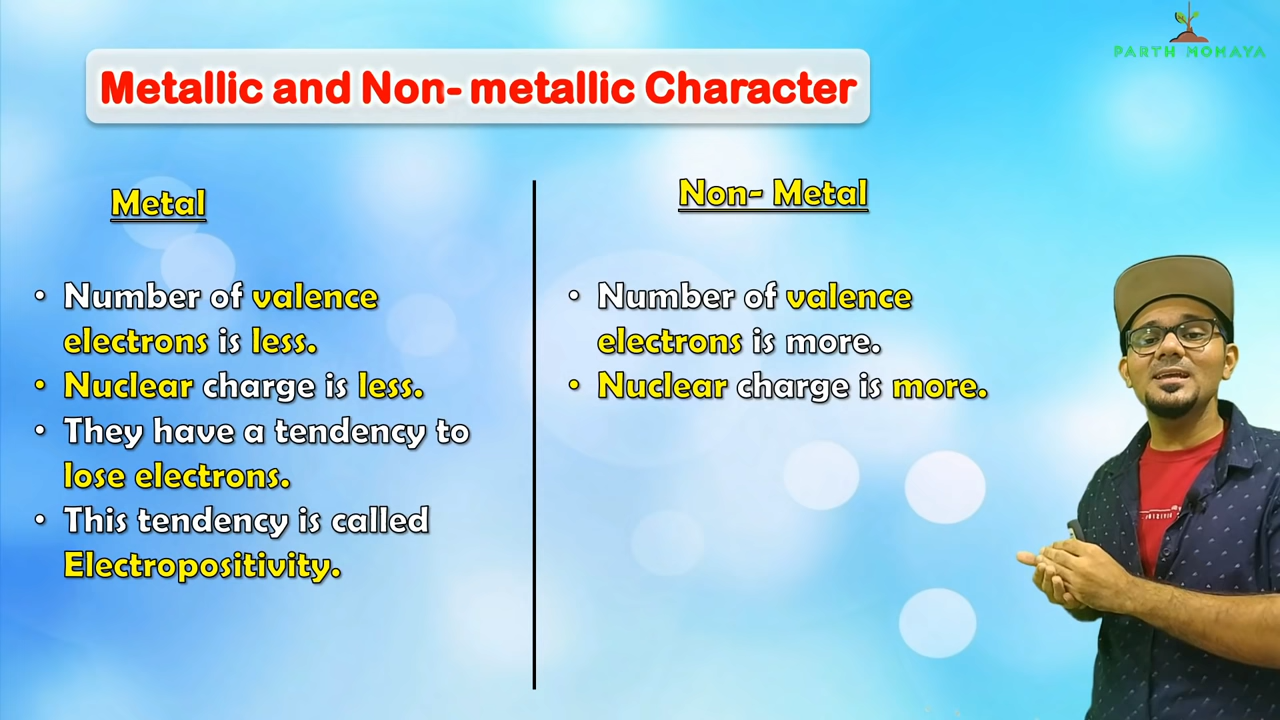 PARTH MOMAYA
Metallic and Non- metallic Character
Metal
• Number of valence
electrons is less.
• Nuclear charge is less.
• They have a tendency to
lose electrons.
• This tendency is called
Electropositivity.
Non- Metal
• Number of valence
electrons is more.
• Nuclear charge is more.